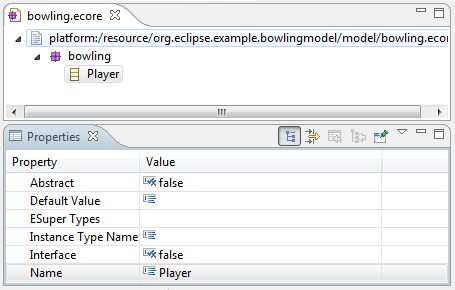 bowling.ecore
platform:/resource/org.eclipse.example.bowlingmodel/model/bowling.ecor
bowling
Player
Properties
Property Value
Abstract false
Default Value
ESuper Types
Instance Type Name
Interface false
Name Player